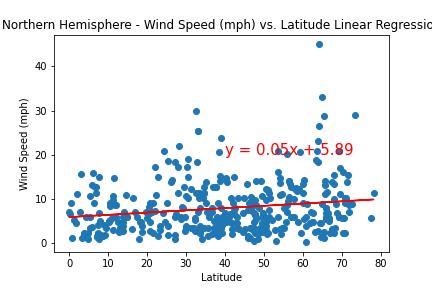 Northern Hemisphere - Wind Speed (mph) vs. Latitude Linear Regressio
40
30
20
10
0
Wind Speed (mph)
y = 0.05x + 5.89
0 10 20 30 40 50 60 70 80
Latitude